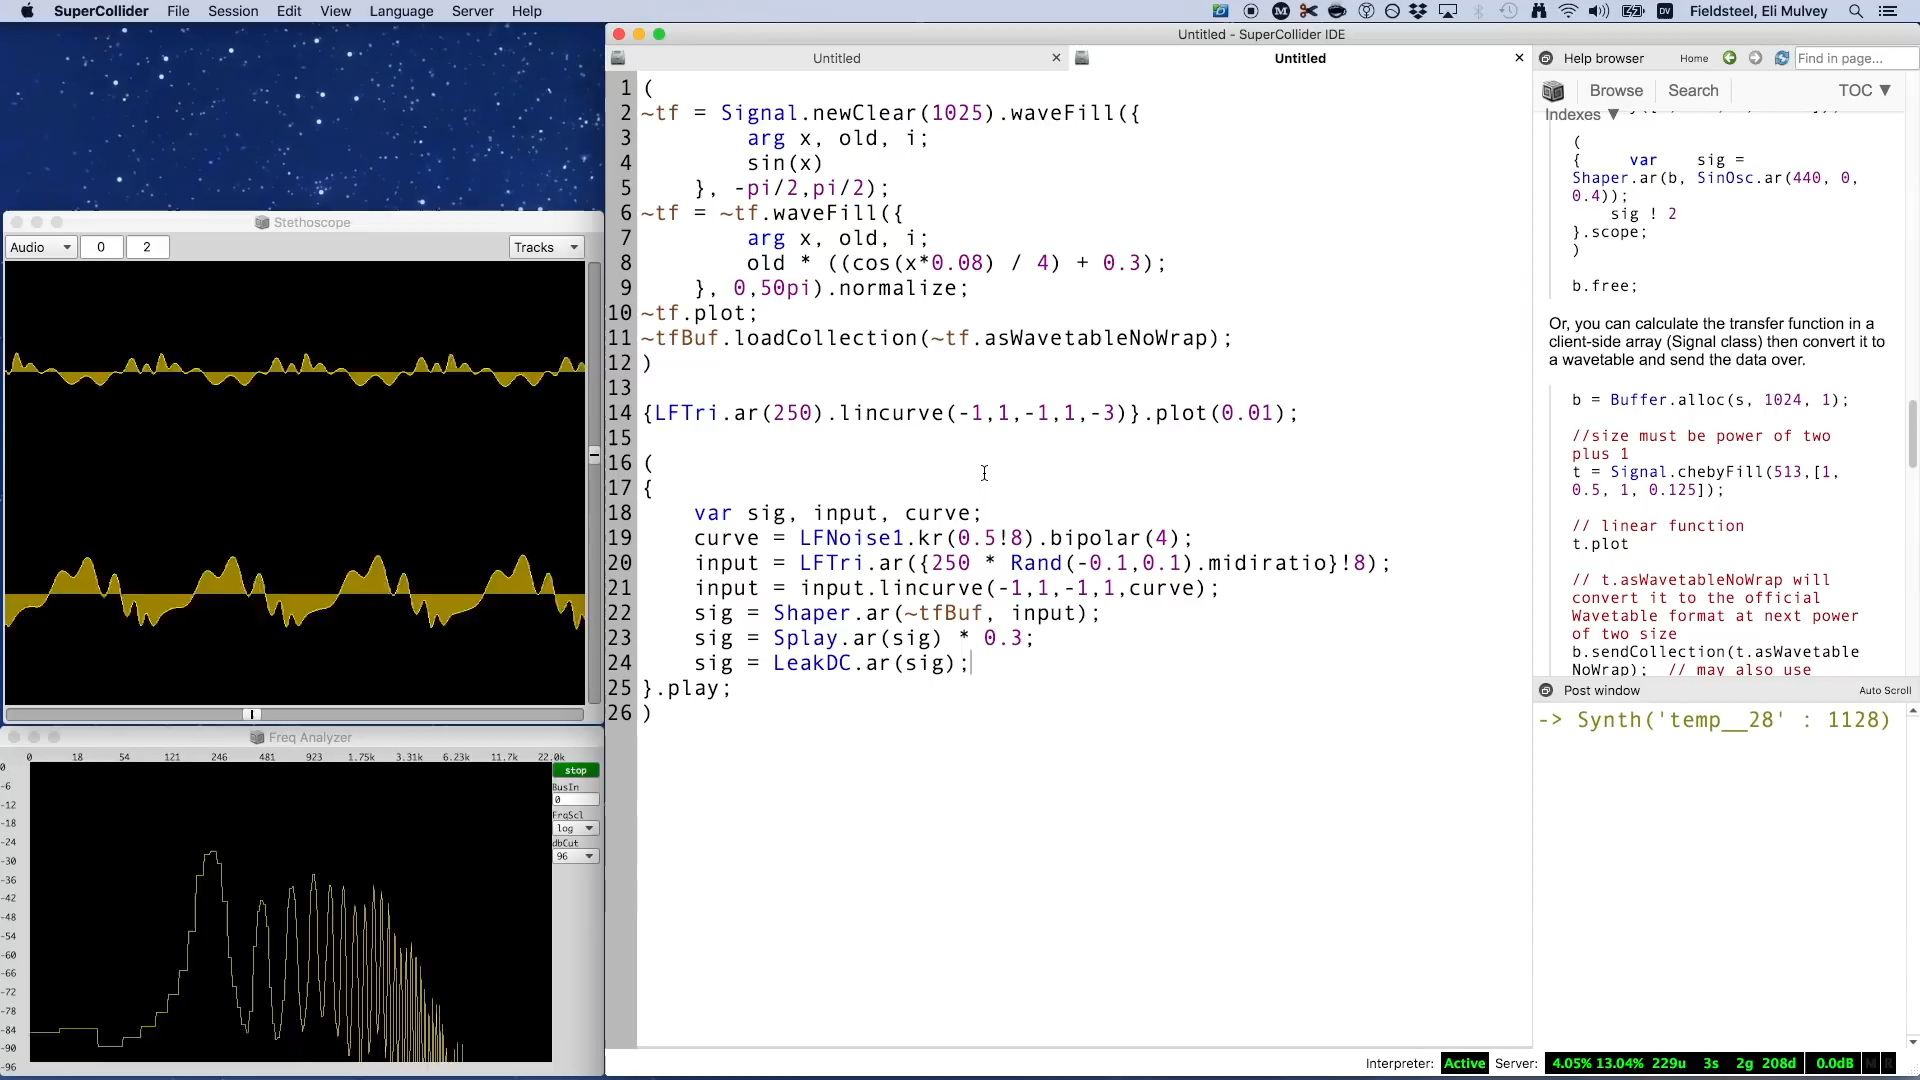 SuperCollider File Session Edit View Language Server Help
Fieldsteel, Eli Mulvey
Untitled - SuperCollider IDE
Untitled
Untitled
Stethoscope
Audio 0 2 Tracks
1 (
2 ~tf = Signal.newClear(1025).waveFill({
3 arg x, old, i;
4 sin(x)
5 }, -pi/2,pi/2);
6 ~tf = ~tf.waveFill({
7 arg x, old, i;
8 old * ((cos(x*0.08) / 4) + 0.3);
9 }, 0,50pi).normalize;
10 ~tf.plot;
11 ~tfBuf.loadCollection(~tf.asWavetableNoWrap);
12 )
13
14 {LFTri.ar(250).lincurve(-1,1,-1,1,-3)}.plot(0.01);
15
16 (
17 {
18 var sig, input, curve;
19 curve = LFNoise1.kr(0.5!8).bipolar(4);
20 input = LFTri.ar({250 * Rand(-0.1,0.1).midiratio}!8);
21 input = input.lincurve(-1,1,-1,1,curve);
22 sig = Shaper.ar(~tfBuf, input);
23 sig = Splay.ar(sig) * 0.3;
24 sig = LeakDC.ar(sig);
25 }.play;
26 )
Freq Analyzer
0 18 54 121 246 481 923 1.75k 3.31k 6.23k 11.7k 22.0k
0
-6
-12
-18
-24
-30
-36
-42
-48
-54
-60
-66
-72
-78
-84
-90
-96
stop
BusIn
0
FrqScl
log
dbCut
96
Help browser Home Find in page...
Browse Search TOC ▼
Indexes ▼
(
{ var sig =
Shaper.ar(b, SinOsc.ar(440, 0,
0.4));
sig ! 2
}.scope;
)
b.free;
Or, you can calculate the transfer function in a
client-side array (Signal class) then convert it to
a wavetable and send the data over.
b = Buffer.alloc(s, 1024, 1);
//size must be power of two
plus 1
t = Signal.chebyFill(513,[1,
0.5, 1, 0.125]);
// linear function
t.plot
// t.asWavetableNoWrap will
convert it to the official
Wavetable format at next power
of two size
b.sendCollection(t.asWavetable
NoWrap); // may also use
Post window Auto Scroll
-> Synth('temp__28' : 1128)
Interpreter: Active Server: 4.05% 13.04% 229u 3s 2g 208d 0.0dB